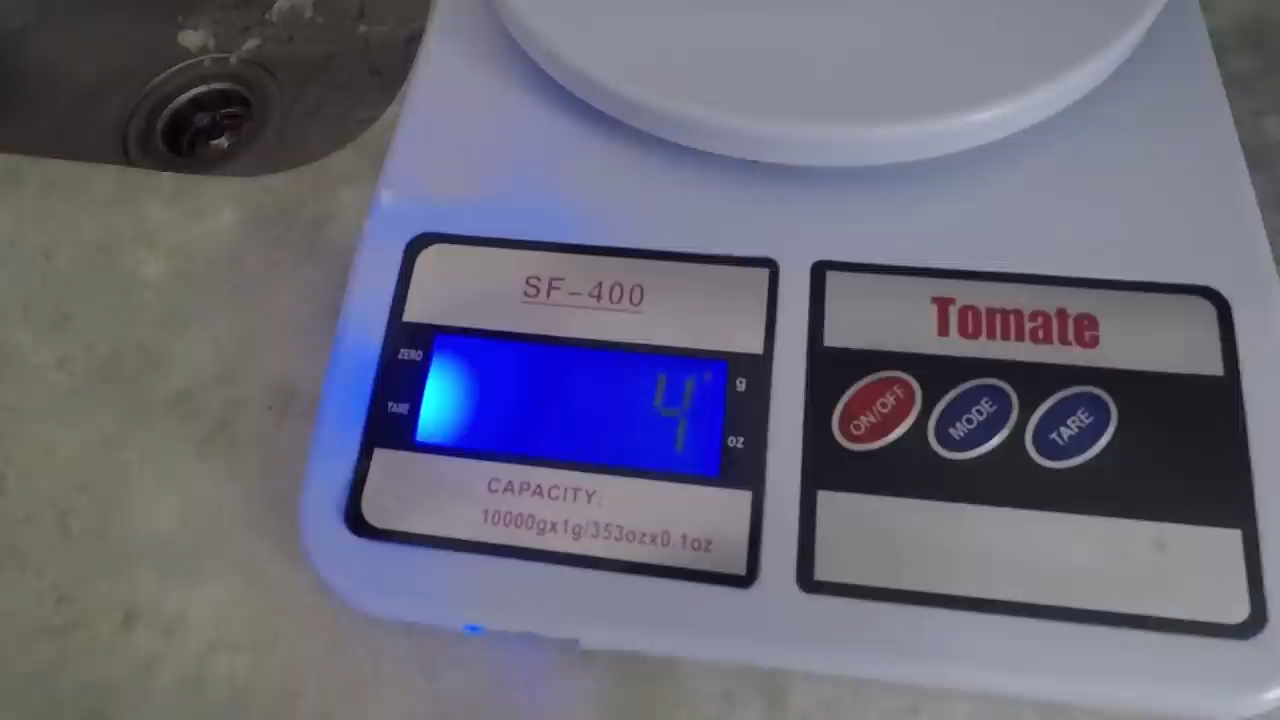 SF-400
ZERO
TARE
4
g
oz
CAPACITY:
10000gx1g/353ozx0.1oz
Tomate
ON/OFF
MODE
TARE